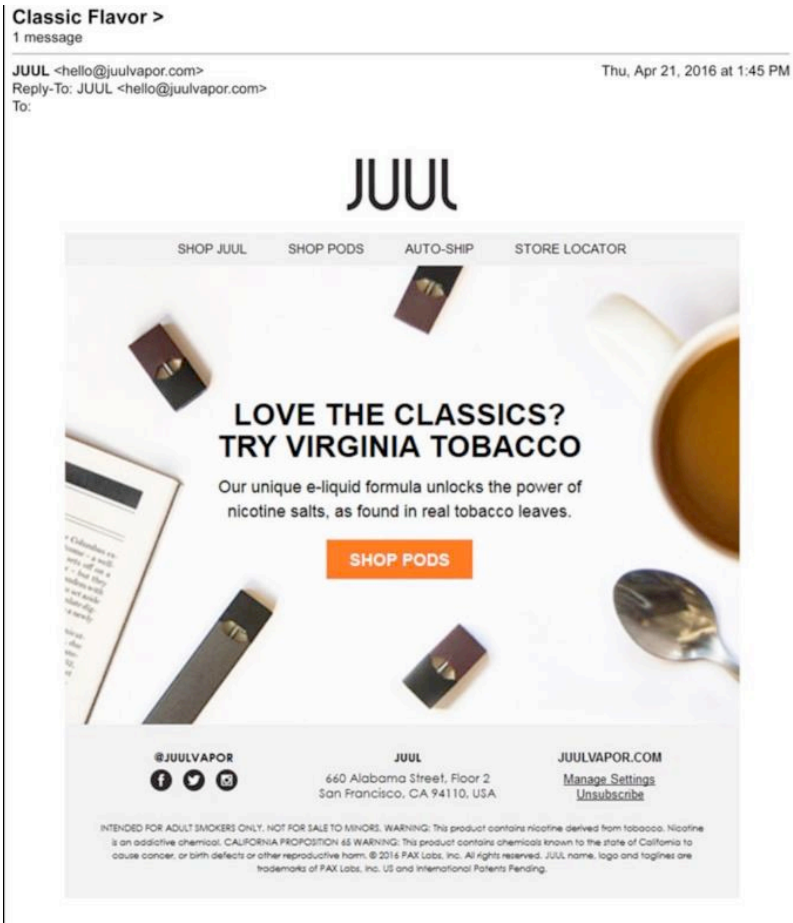 Classic Flavor >
1 message
JUUL <hello@juulvapor.com>
Thu, Apr 21, 2016 at 1:45 PM
Reply-To: JUUL <hello@juulvapor.com>
To:
JUUL
SHOP JUUL SHOP PODS AUTO-SHIP STORE LOCATOR
LOVE THE CLASSICS?
TRY VIRGINIA TOBACCO
Our unique e-liquid formula unlocks the power of
nicotine salts, as found in real tobacco leaves.
SHOP PODS
@JUULVAPOR
JUUL
660 Alabama Street, Floor 2
San Francisco, CA 94110, USA
JUULVAPOR.COM
Manage Settings
Unsubscribe
INTENDED FOR ADULT SMOKERS ONLY. NOT FOR SALE TO MINORS. WARNING: This product contains nicotine derived from tobacco. Nicotine
is an addictive chemical. CALIFORNIA PROPOSITION 65 WARNING: This product contains chemicals known to the state of California to
cause cancer, or birth defects or other reproductive harm. © 2016 PAX Labs, Inc. All rights reserved. JUUL name, logo and taglines are
trademarks of PAX Labs, Inc. US and International Patents Pending.